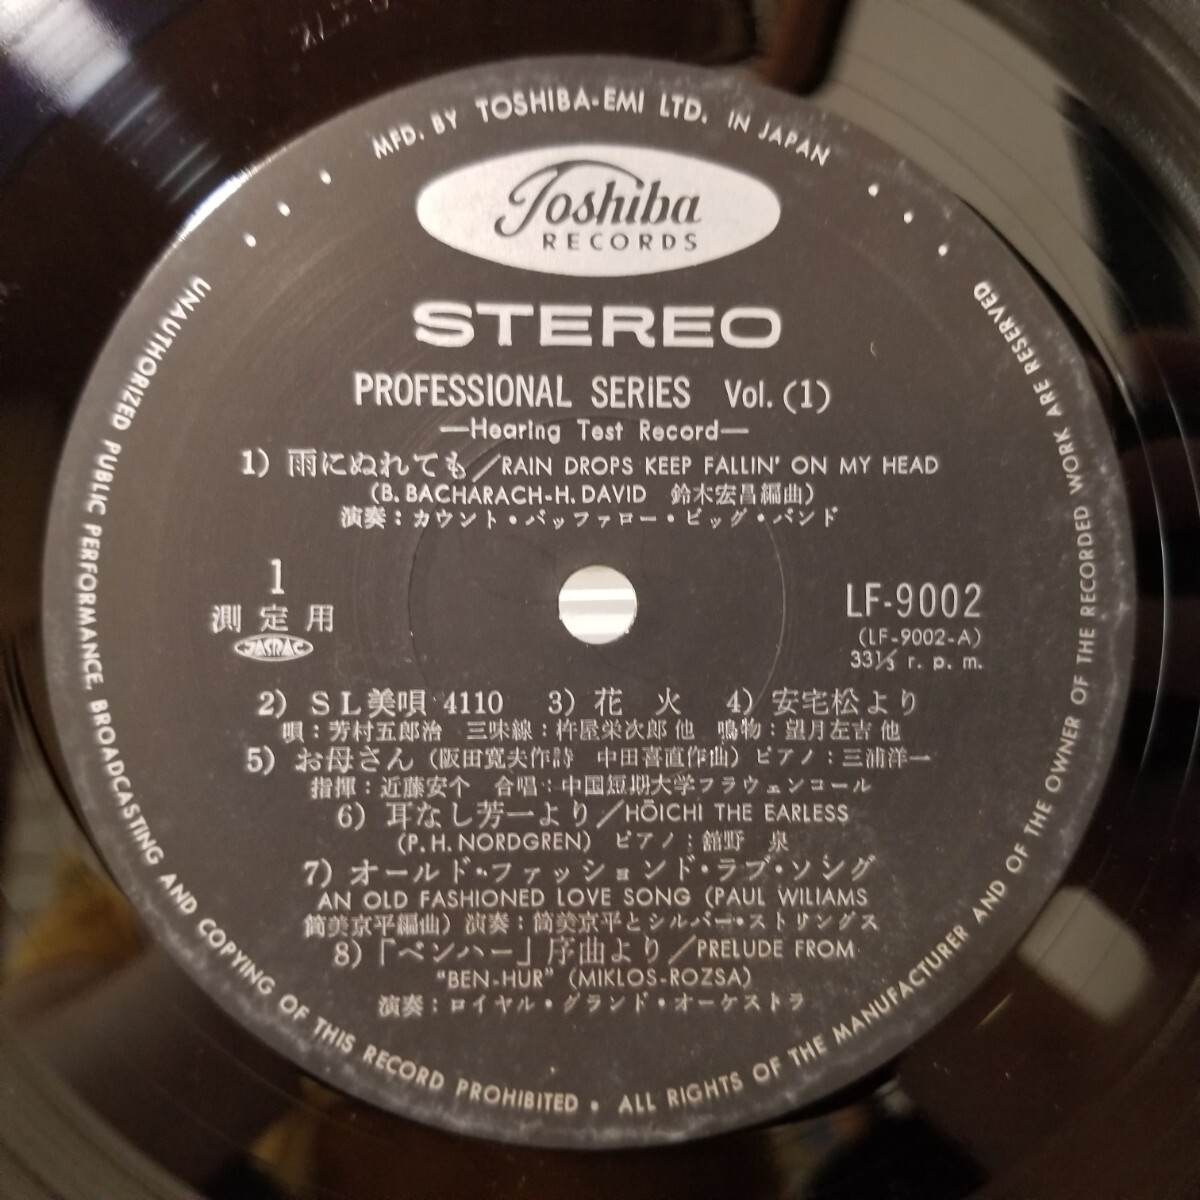 MFD. BY TOSHIBA-EMI LTD. IN JAPAN
Toshiba
RECORDS
STEREO
PROFESSIONAL SERiES Vol. (1)
—Hearing Test Record—
1) 雨にぬれても/RAIN DROPS KEEP FALLIN' ON MY HEAD
(B. BACHARACH-H. DAVID 鈴木宏昌編曲)
演奏:カウント・バッファロー・ビッグ・バンド
1
測定用
JASRAC
LF-9002
(LF-9002-A)
33⅓ r. p. m.
2) SL美唄 4110 3) 花 火 4) 安宅松より
唄:芳村五郎治 三味線:杵屋栄次郎 他 鳴物:望月左吉 他
5) お母さん (阪田寛夫作詩 中田喜直作曲) ピアノ:三浦洋一
指揮:近藤安个 合唱:中国短期大学フラウェンコール
6) 耳なし芳一より/HŌICHI THE EARLESS
(P. H. NORDGREN) ピアノ:舘野 泉
7) オールド・ファッションド・ラブ・ソング
AN OLD FASHIONED LOVE SONG (PAUL WILIAMS
筒美京平編曲) 演奏:筒美京平とシルバー・ストリングス
8)「ベンハー」序曲より/PRELUDE FROM
"BEN-HUR" (MIKLOS-ROZSA)
演奏:ロイヤル・グランド・オーケストラ
UNAUTHORIZED PUBLIC PERFORMANCE, BROADCASTING AND COPYING OF THIS RECORD PROHIBITED • ALL RIGHTS OF THE MANUFACTURER AND OF THE OWNER OF THE RECORDED WORK ARE RESERVED